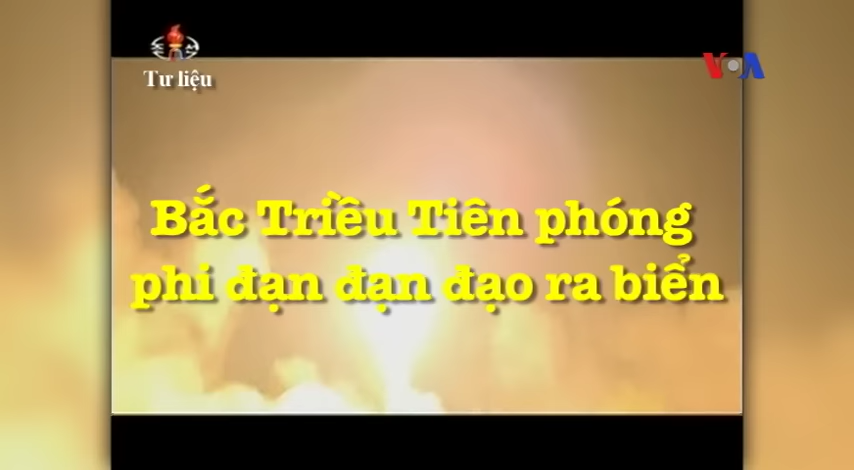 Tư liệu
VOA
Bắc Triều Tiên phóng
phi đạn đạn đạo ra biển